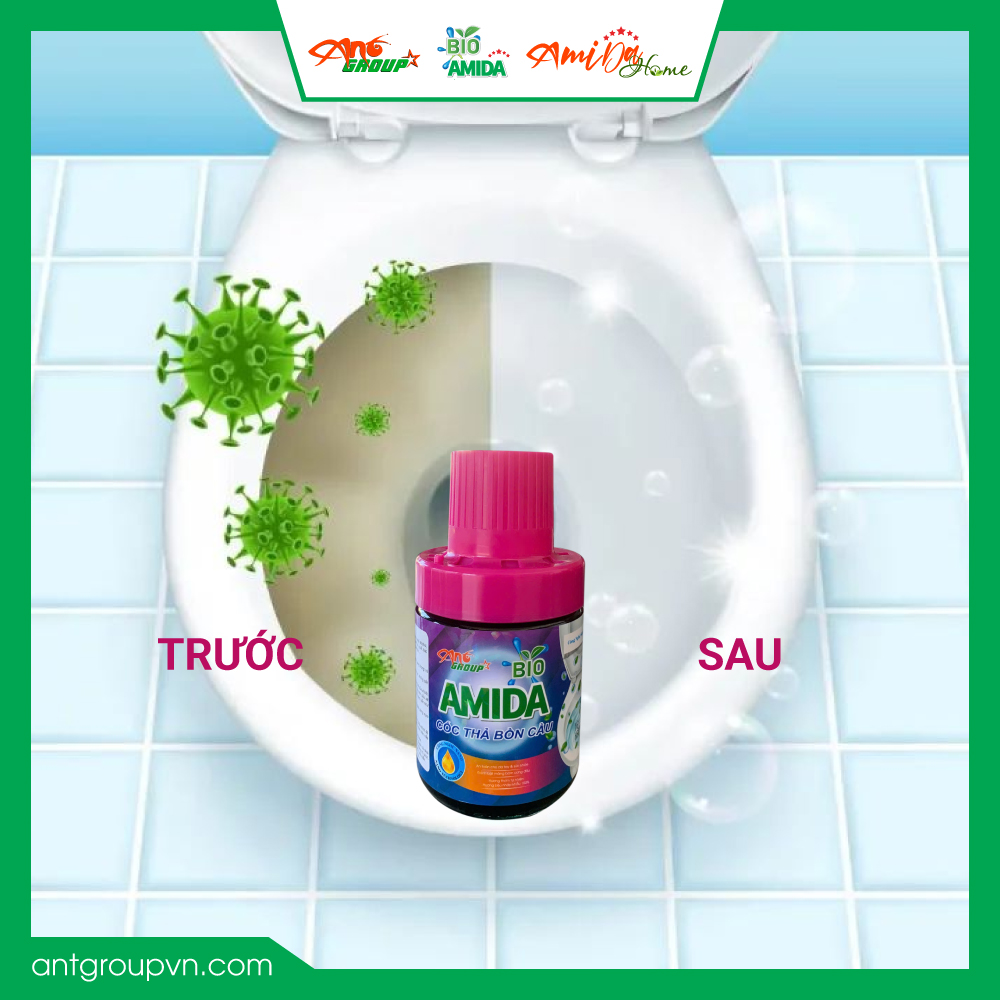 Ant GROUP
BIO AMIDA
AmiDa Home
TRƯỚC
SAU
Ant GROUP
BIO
AMIDA
CỐC THẢ BỒN CẦU
antgroupvn.com